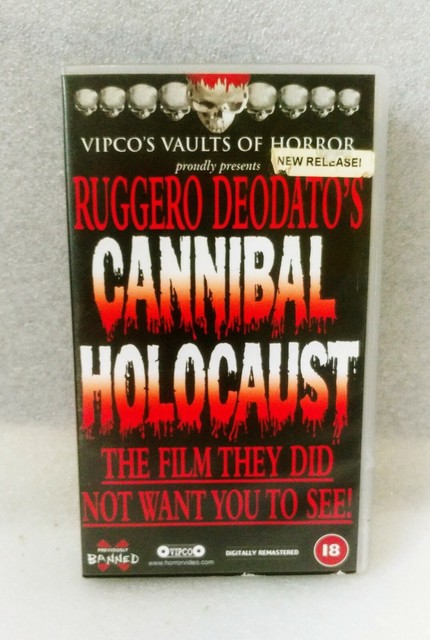 VIPCO'S VAULTS OF HORROR
proudly presents
NEW RELEASE!
RUGGERO DEODATO'S
CANNIBAL
HOLOCAUST
THE FILM THEY DID
NOT WANT YOU TO SEE!
PREVIOUSLY
BANNED
VIPCO
www.horrorvideo.com
DIGITALLY REMASTERED
18